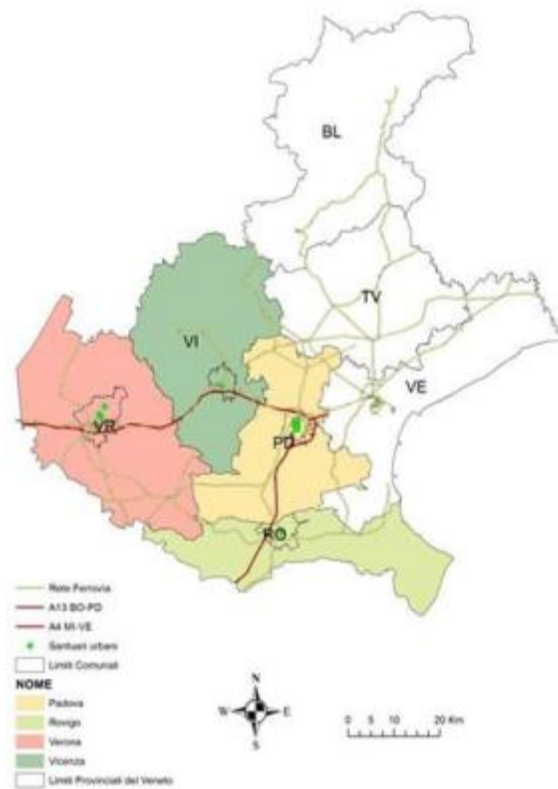 BL
TV
VI
VE
VR
PD
RO
Rete Ferrovia
A13 BO-PD
A4 MI-VE
Santuari urbani
Limiti Comunali
NOME
Padova
Rovigo
Verona
Vicenza
Limiti Provinciali del Veneto
N
W E
S
0 5 10 20 Km